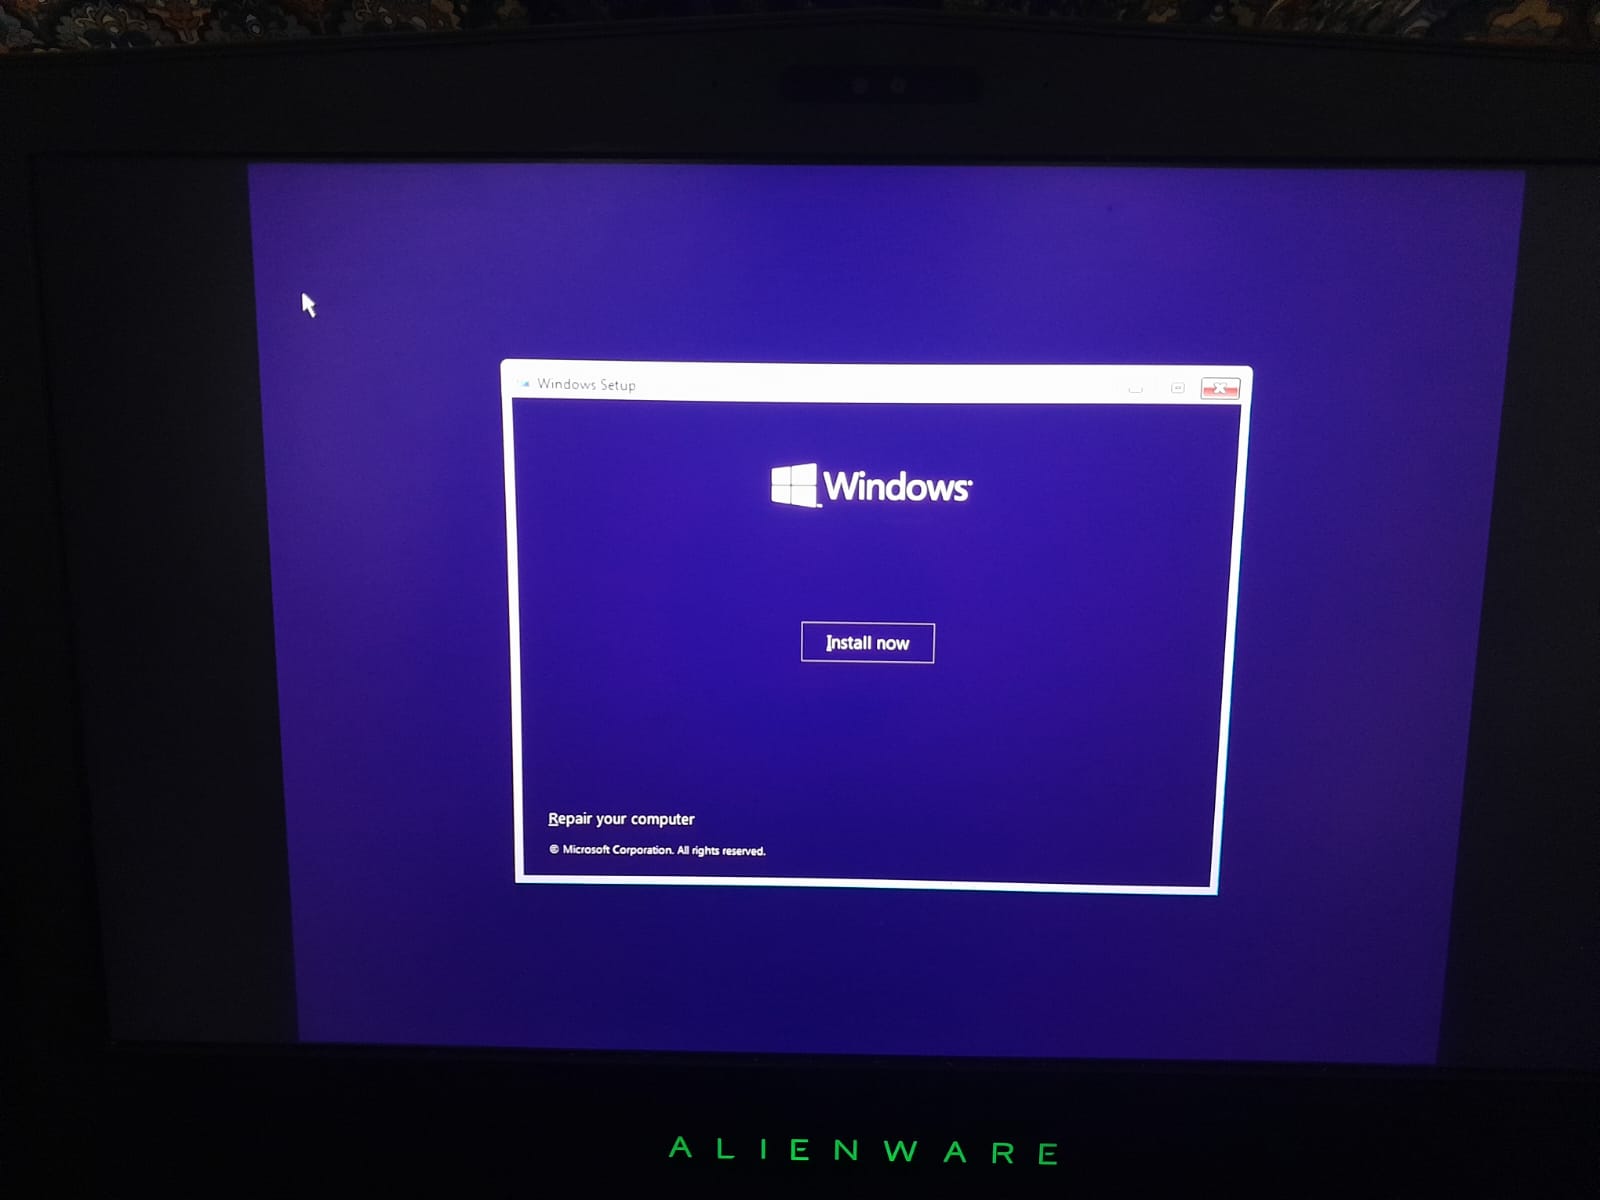 Windows Setup
Windows
Install now
Repair your computer
© Microsoft Corporation. All rights reserved.
ALIENWARE